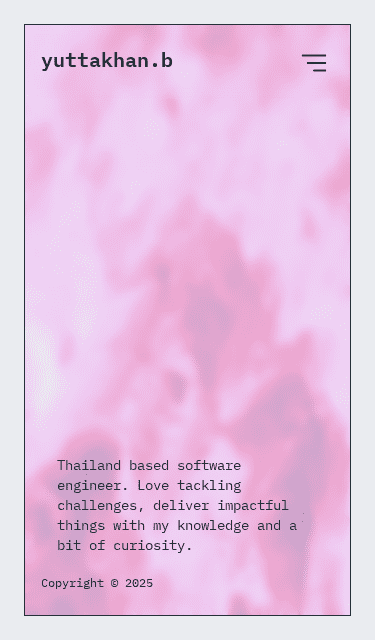 yuttakhan.b
Thailand based software
engineer. Love tackling
challenges, deliver impactful
things with my knowledge and a
bit of curiosity.
Copyright © 2025